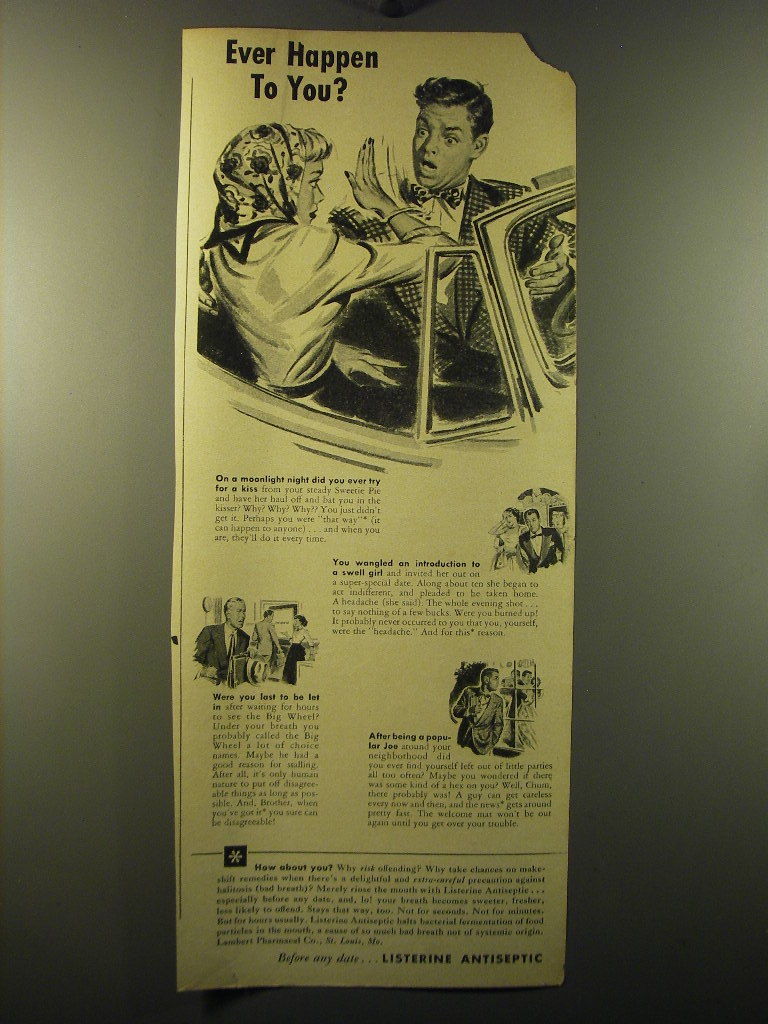 Ever Happen
To You?
On a moonlight night did you ever try
for a kiss from your steady Sweetie Pie
and have her haul off and bat you in the
kisser? Why? Why? Why?? You just didn't
get it. Perhaps you were "that way"* (it
can happen to anyone) . . . and when you
are, they'll do it every time.
You wangled an introduction to
a swell girl and invited her out on
a super-special date. Along about ten she began to
act indifferent, and pleaded to be taken home.
A headache (she said). The whole evening shot . . .
to say nothing of a few bucks. Were you burned up!
It probably never occurred to you that you, yourself,
were the "headache." And for this* reason.
Were you last to be let
in after waiting for hours
to see the Big Wheel?
Under your breath you
probably called the Big
Wheel a lot of choice
names. Maybe he had a
good reason for stalling.
After all, it's only human
nature to put off disagree-
able things as long as pos-
sible. And, Brother, when
you've got it* you sure can
be disagreeable!
After being a popu-
lar Joe around your
neighborhood did
you ever find yourself left out of little parties
all too often? Maybe you wondered if there
was some kind of a hex on you? Well, Chum,
there probably was! A guy can get careless
every now and then, and the news* gets around
pretty fast. The welcome mat won't be out
again until you get over your trouble.
*
How about you? Why risk offending? Why take chances on make-
shift remedies when there's a delightful and extra-careful precaution against
halitosis (bad breath)? Merely rinse the mouth with Listerine Antiseptic . . .
especially before any date, and, lo! your breath becomes sweeter, fresher,
less likely to offend. Stays that way, too. Not for seconds. Not for minutes.
But for hours usually. Listerine Antiseptic halts bacterial fermentation of food
particles in the mouth, a cause of so much bad breath not of systemic origin.
Lambert Pharmacal Co., St. Louis, Mo.
Before any date . . . LISTERINE ANTISEPTIC